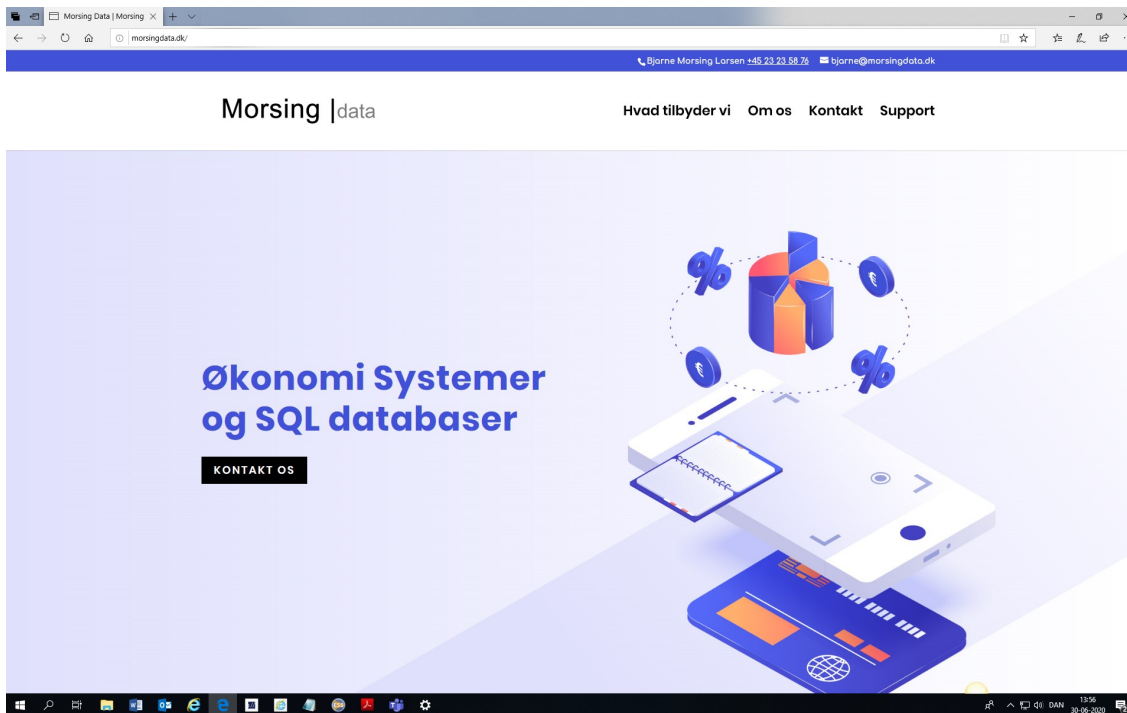 Morsing Data | Morsing
morsingdata.dk/
Bjarne Morsing Larsen +45 23 23 58 76 bjarne@morsingdata.dk
Morsing |data
Hvad tilbyder vi Om os Kontakt Support
Økonomi Systemer
og SQL databaser
KONTAKT OS
DAN
13:56
30-06-2020